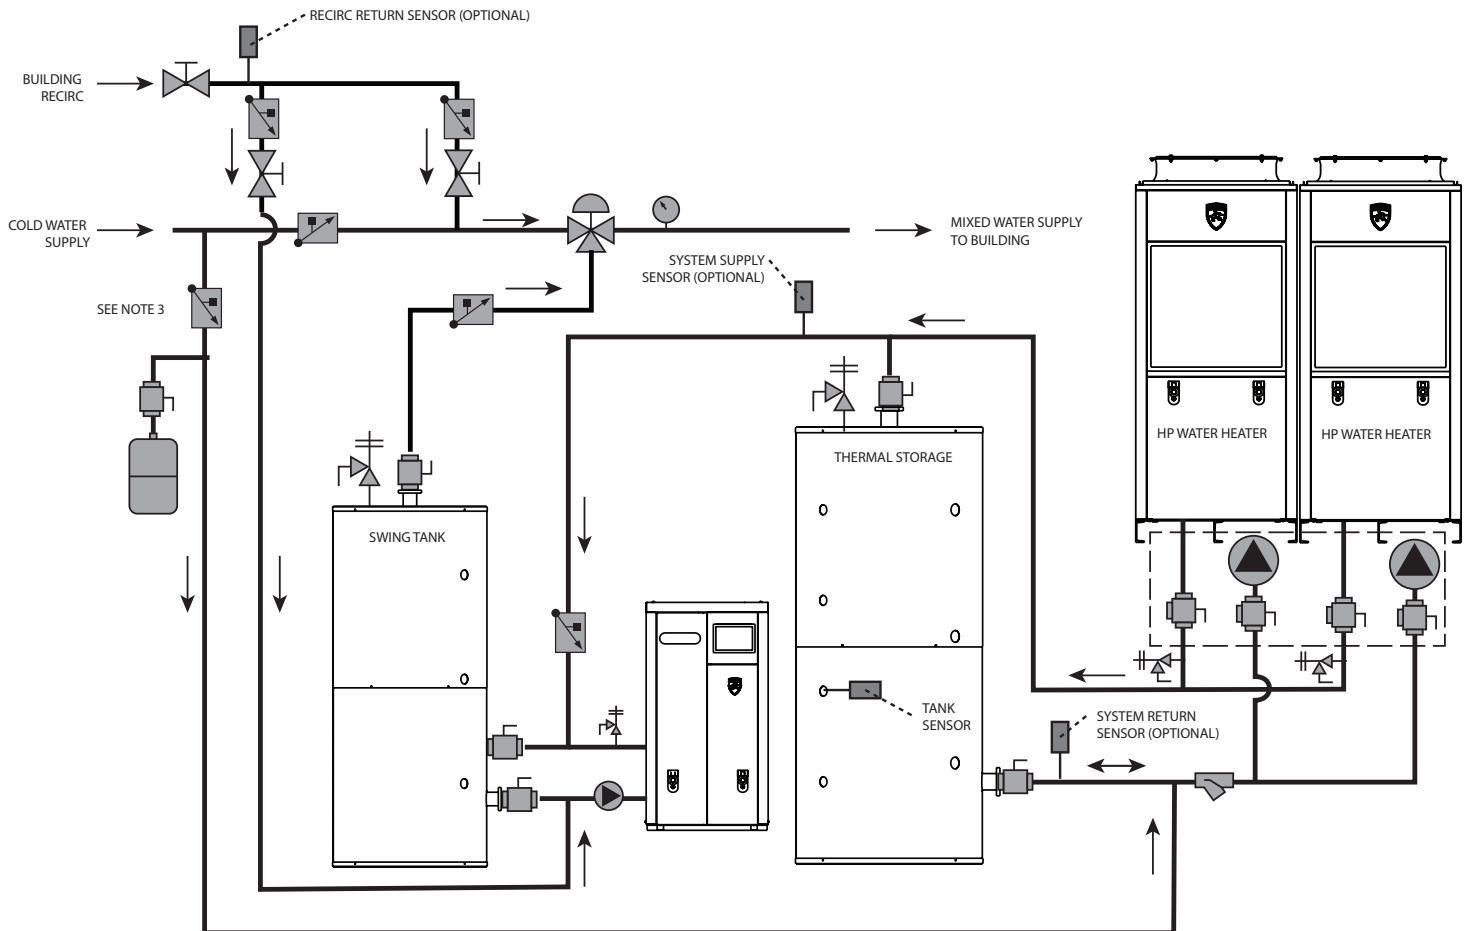 RECIRC RETURN SENSOR (OPTIONAL)
BUILDING
RECIRC
COLD WATER
SUPPLY
MIXED WATER SUPPLY
TO BUILDING
SYSTEM SUPPLY
SENSOR (OPTIONAL)
SEE NOTE 3
HP WATER HEATER
HP WATER HEATER
THERMAL STORAGE
SWING TANK
TANK
SENSOR
SYSTEM RETURN
SENSOR (OPTIONAL)